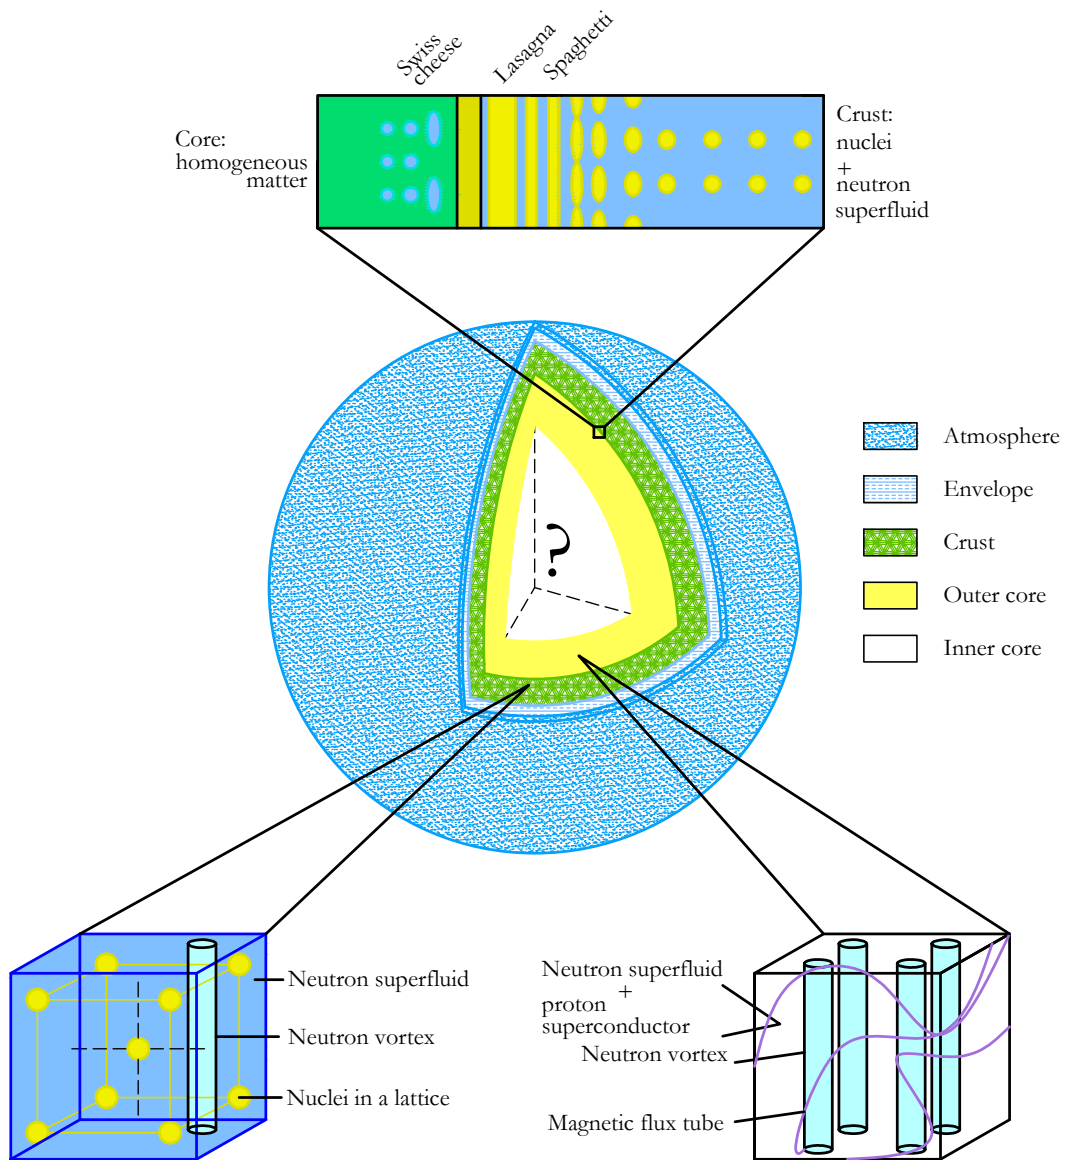 Swiss
cheese
Lasagna
Spaghetti
Core:
homogeneous
matter
Crust:
nuclei
+
neutron
superfluid
?
Atmosphere
Envelope
Crust
Outer core
Inner core
Neutron superfluid
Neutron vortex
Nuclei in a lattice
Neutron superfluid
+
proton
superconductor
Neutron vortex
Magnetic flux tube